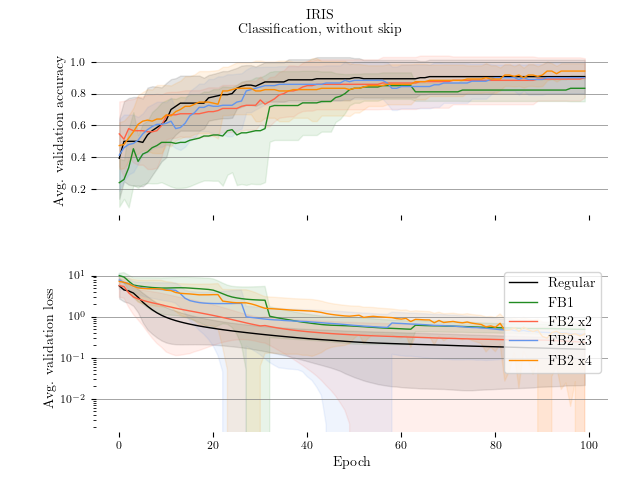 IRIS
Classification, without skip
Avg. validation accuracy
1.0
0.8
0.6
0.4
0.2
Avg. validation loss
10¹
10⁰
10⁻¹
10⁻²
Regular
FB1
FB2 x2
FB2 x3
FB2 x4
0 20 40 60 80 100
Epoch